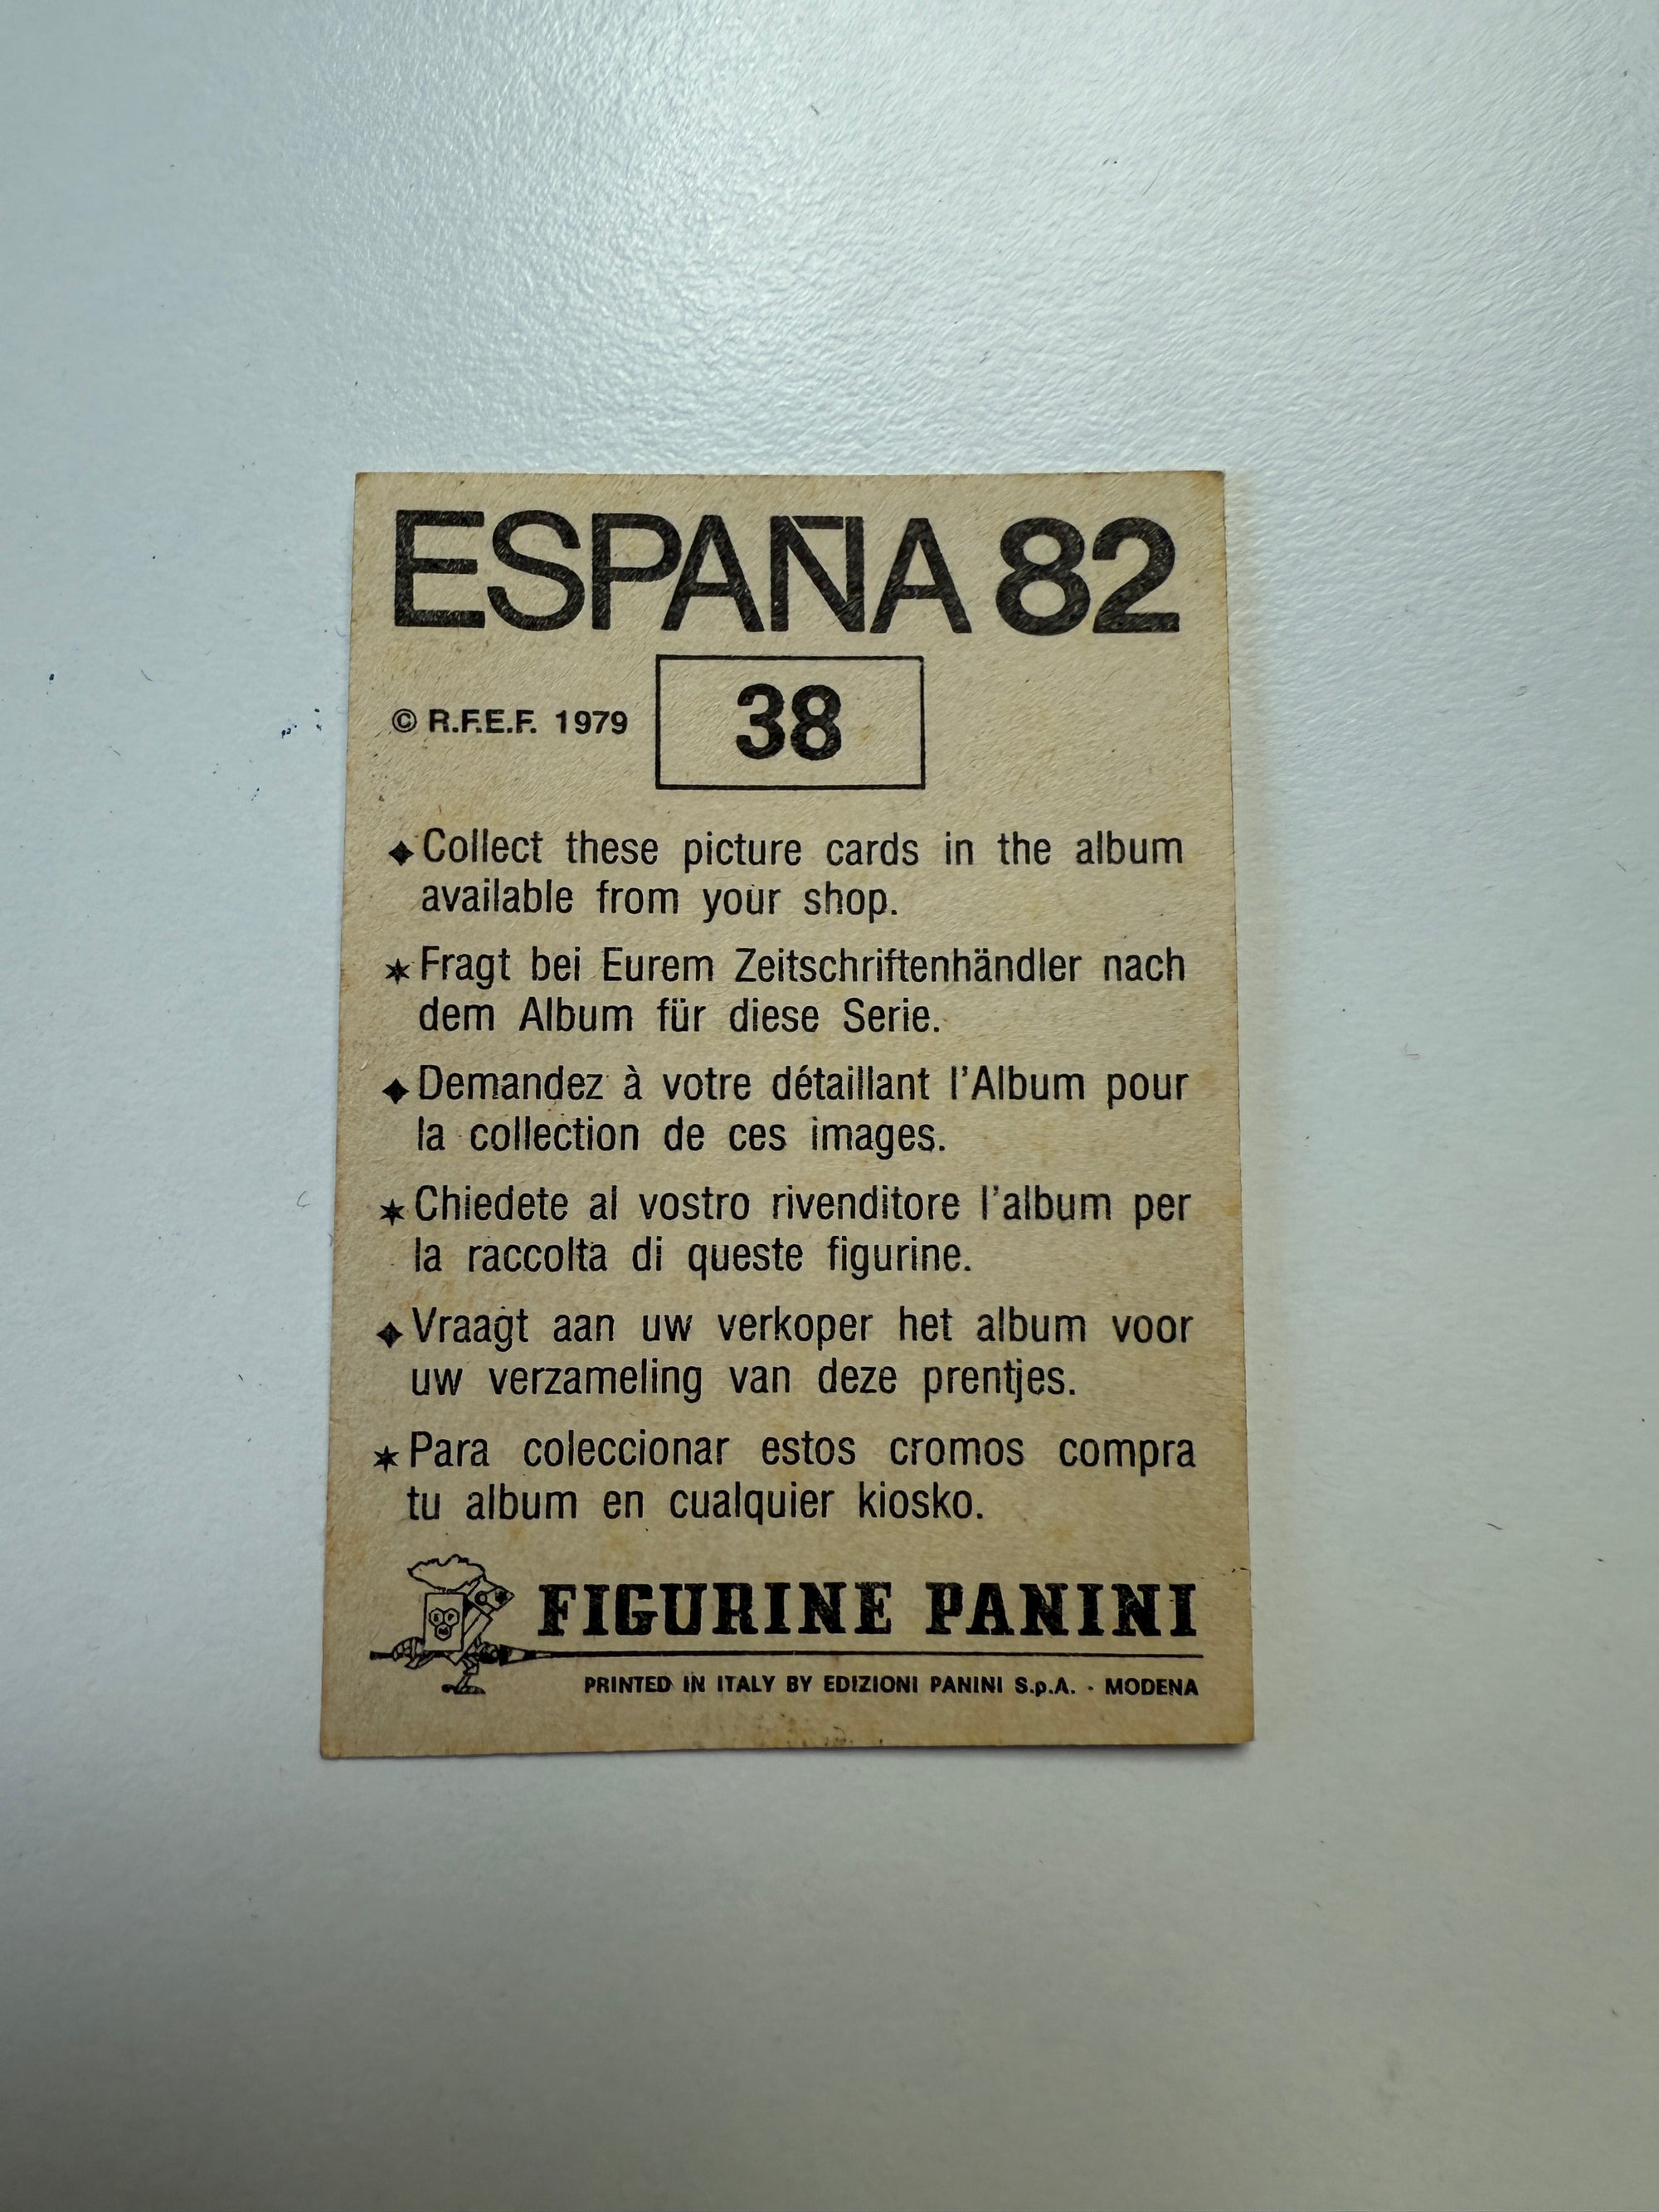 ESPAÑA 82
© R.F.E.F. 1979
38
◆ Collect these picture cards in the album
available from your shop.
★ Fragt bei Eurem Zeitschriftenhändler nach
dem Album für diese Serie.
◆ Demandez à votre détaillant l'Album pour
la collection de ces images.
★ Chiedete al vostro rivenditore l'album per
la raccolta di queste figurine.
◆ Vraagt aan uw verkoper het album voor
uw verzameling van deze prentjes.
★ Para coleccionar estos cromos compra
tu album en cualquier kiosko.
FIGURINE PANINI
PRINTED IN ITALY BY EDIZIONI PANINI S.p.A. - MODENA